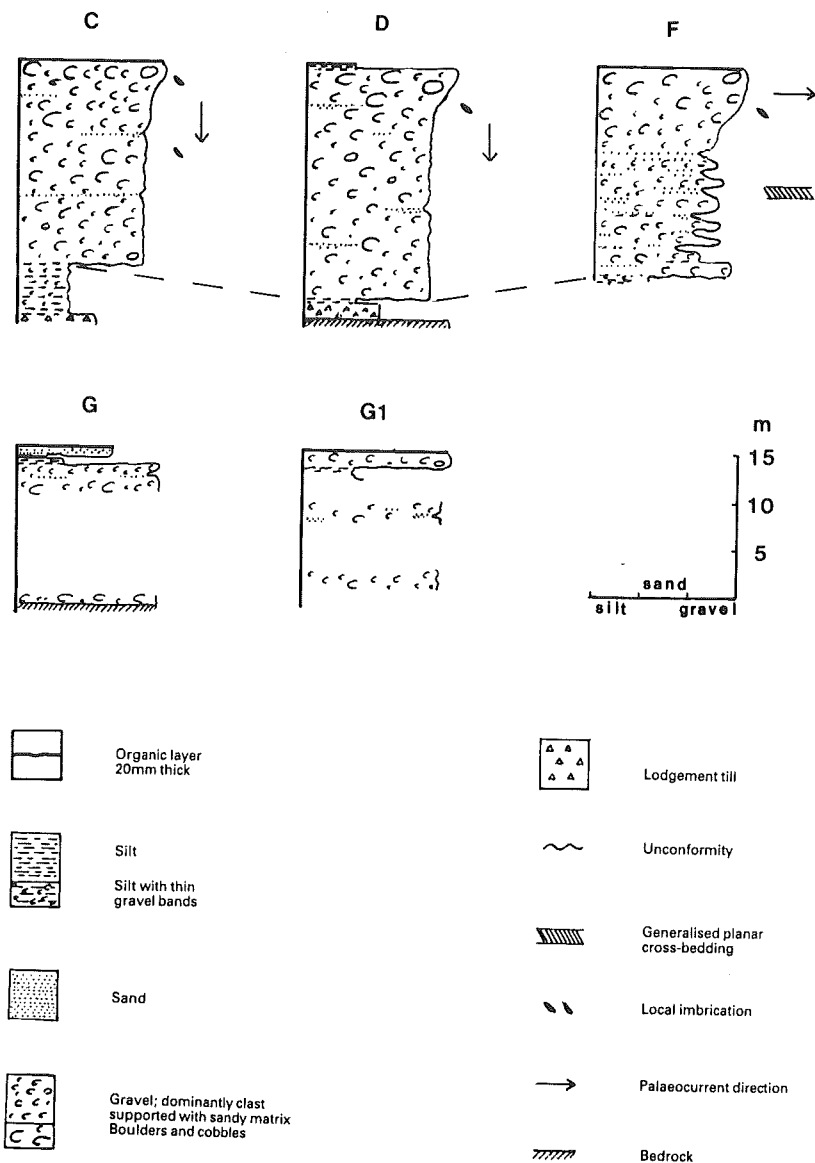 C
D
F
G
G1
m
15
10
5
sand
silt gravel
Organic layer
20mm thick
Silt
Silt with thin
gravel bands
Sand
Gravel; dominantly clast
supported with sandy matrix
Boulders and cobbles
Lodgement till
Unconformity
Generalised planar
cross-bedding
Local imbrication
Palaeocurrent direction
Bedrock